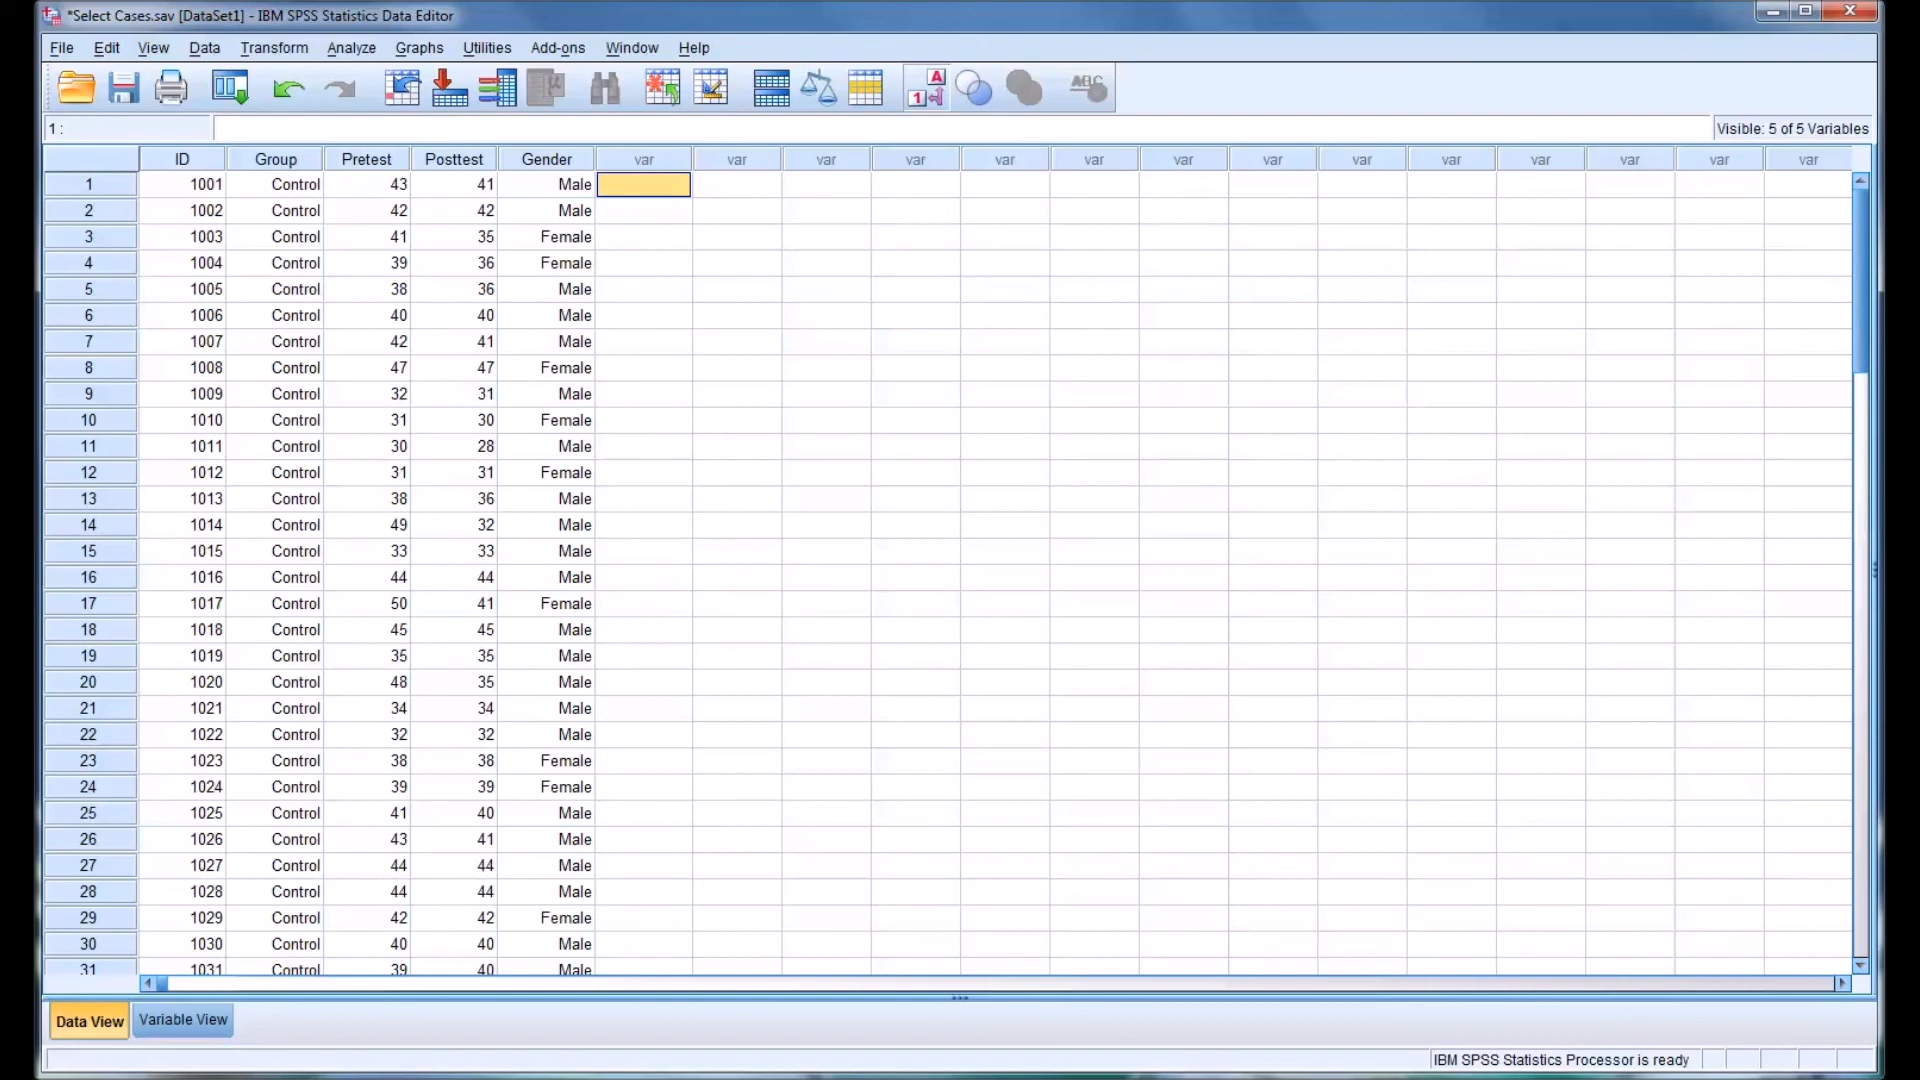 *Select Cases.sav [DataSet1] - IBM SPSS Statistics Data Editor
File Edit View Data Transform Analyze Graphs Utilities Add-ons Window Help
A 1 ABC
1 : Visible: 5 of 5 Variables
ID Group Pretest Posttest Gender var var var var var var var var var var var var var var
1 1001 Control 43 41 Male
2 1002 Control 42 42 Male
3 1003 Control 41 35 Female
4 1004 Control 39 36 Female
5 1005 Control 38 36 Male
6 1006 Control 40 40 Male
7 1007 Control 42 41 Male
8 1008 Control 47 47 Female
9 1009 Control 32 31 Male
10 1010 Control 31 30 Female
11 1011 Control 30 28 Male
12 1012 Control 31 31 Female
13 1013 Control 38 36 Male
14 1014 Control 49 32 Male
15 1015 Control 33 33 Male
16 1016 Control 44 44 Male
17 1017 Control 50 41 Female
18 1018 Control 45 45 Male
19 1019 Control 35 35 Male
20 1020 Control 48 35 Male
21 1021 Control 34 34 Male
22 1022 Control 32 32 Male
23 1023 Control 38 38 Female
24 1024 Control 39 39 Female
25 1025 Control 41 40 Male
26 1026 Control 43 41 Male
27 1027 Control 44 44 Male
28 1028 Control 44 44 Male
29 1029 Control 42 42 Female
30 1030 Control 40 40 Male
31 1031 Control 39 40 Male
Data View Variable View
IBM SPSS Statistics Processor is ready